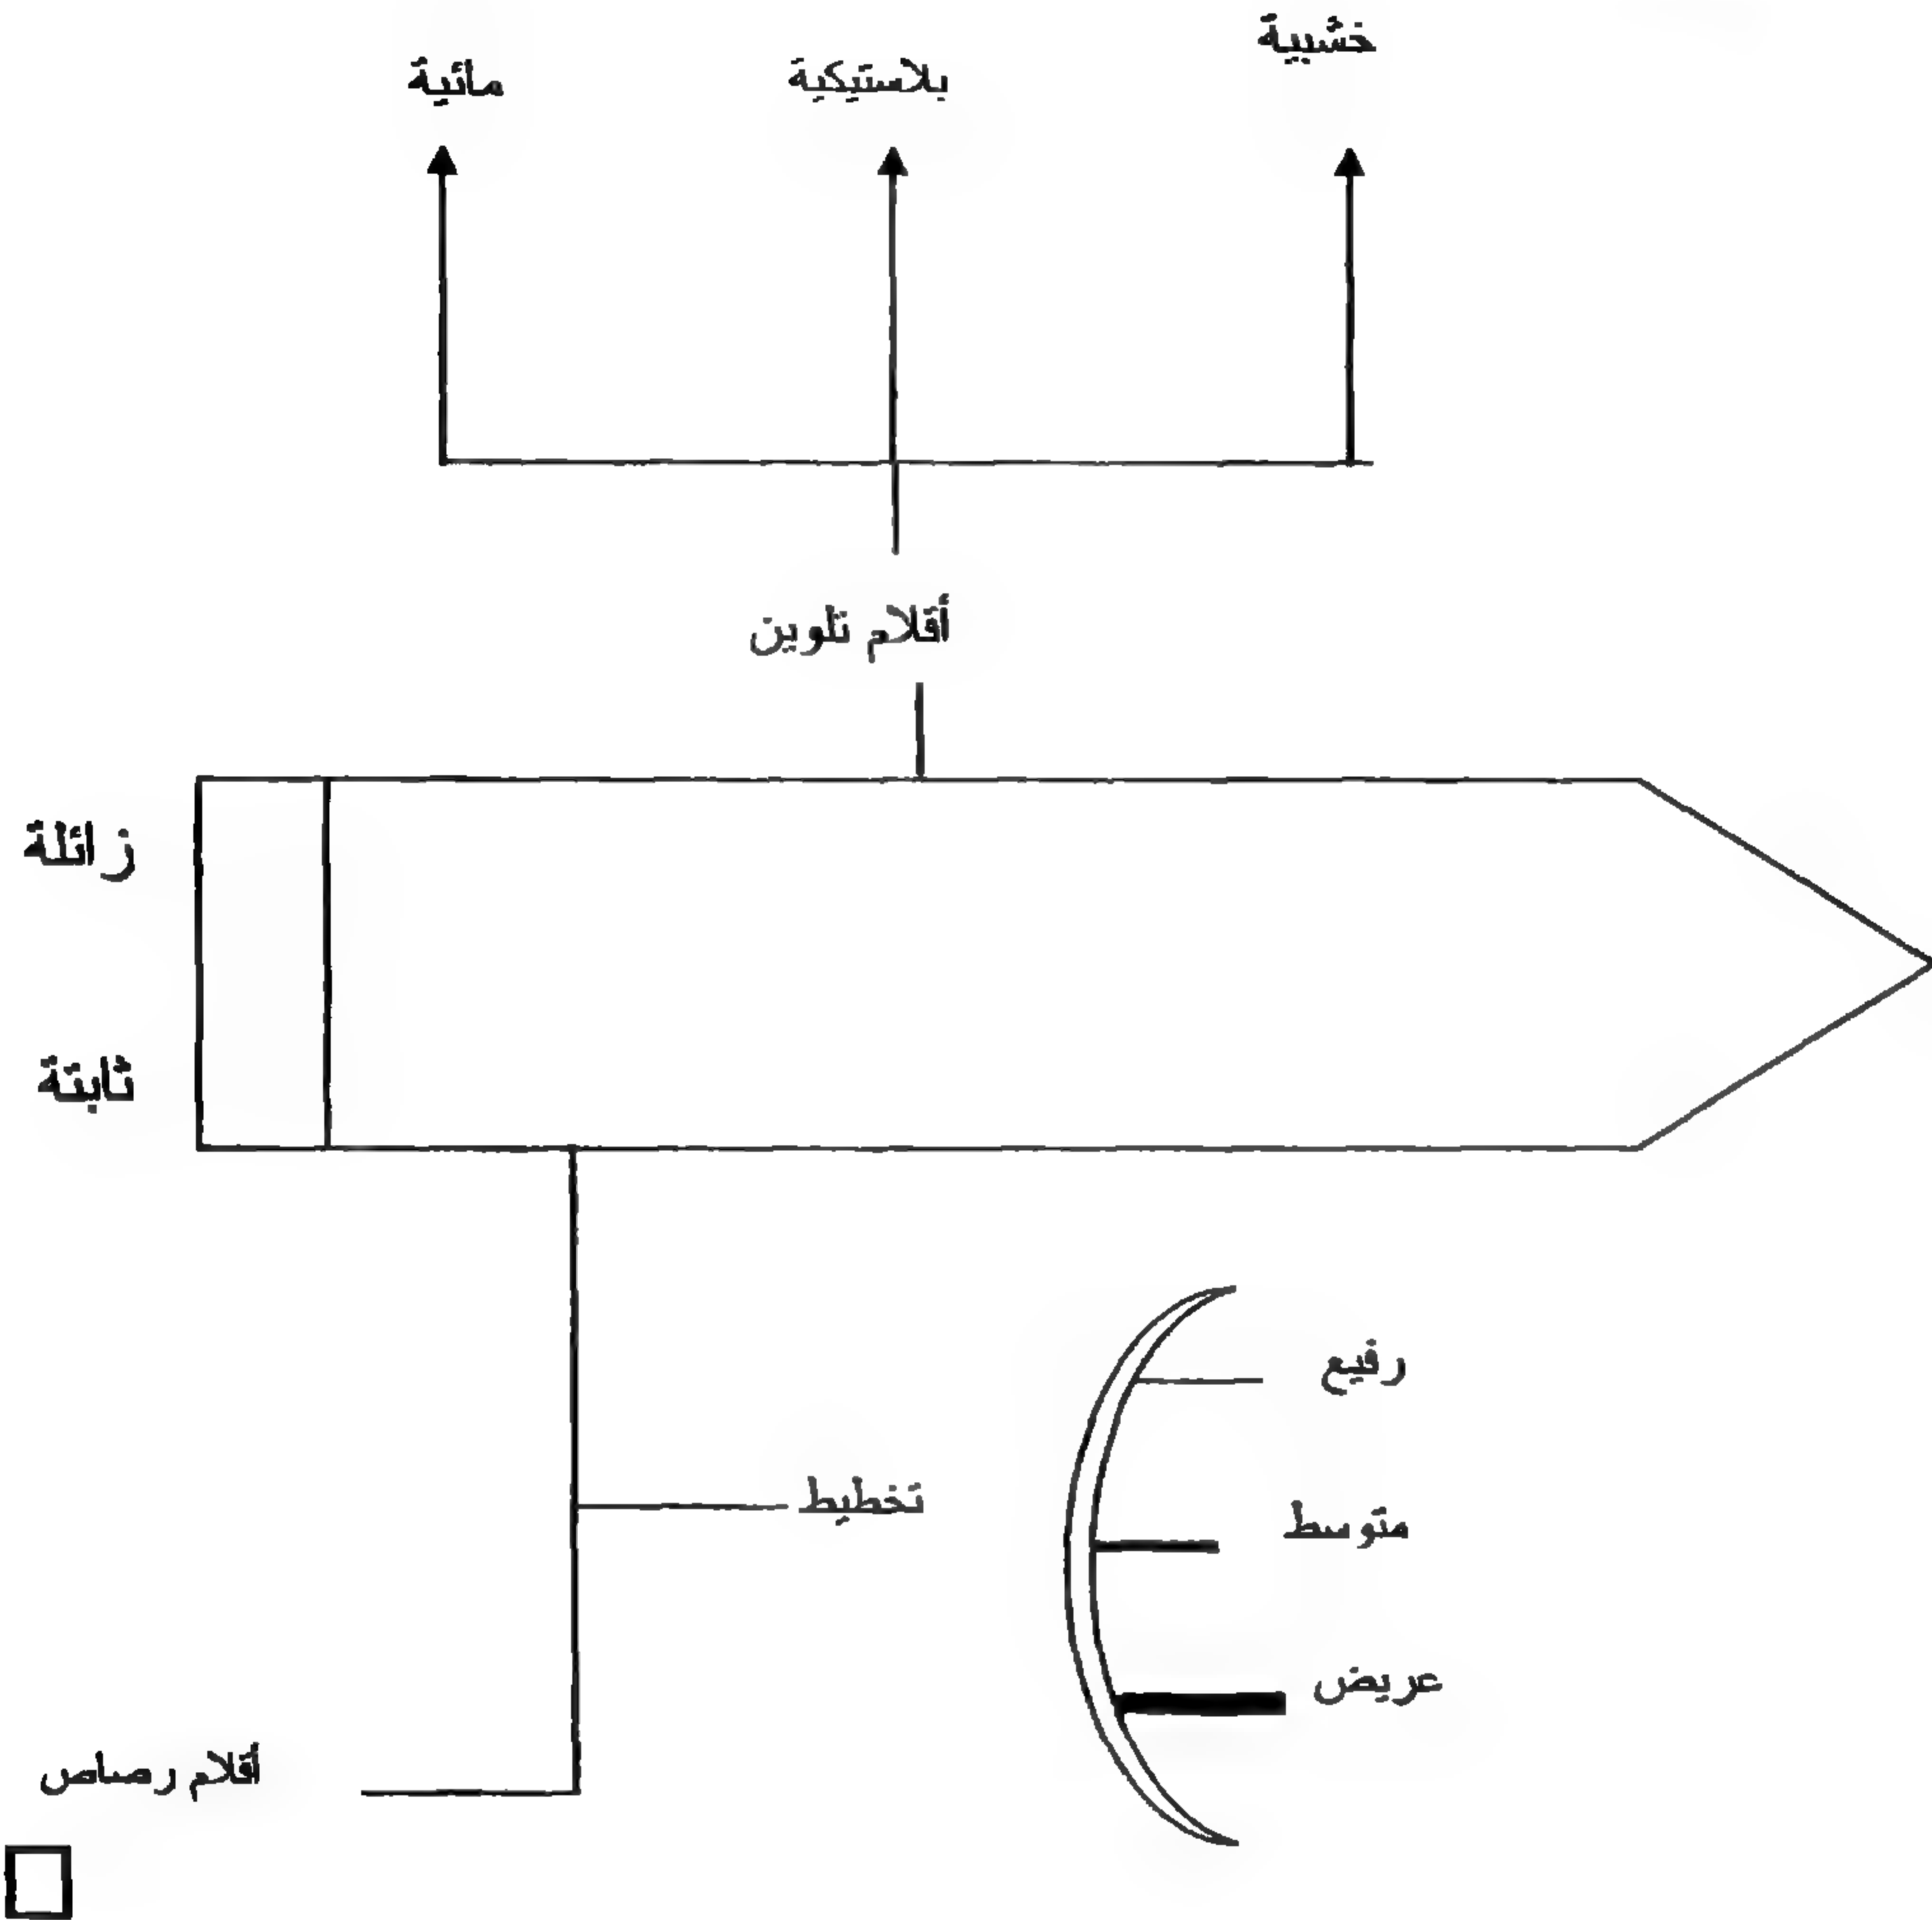 خشبية
بلاستيكية
مائية
أقلام تلوين
زائلة
ثابتة
رفيع
تخطيط
متوسط
عريض
أقلام رصاص